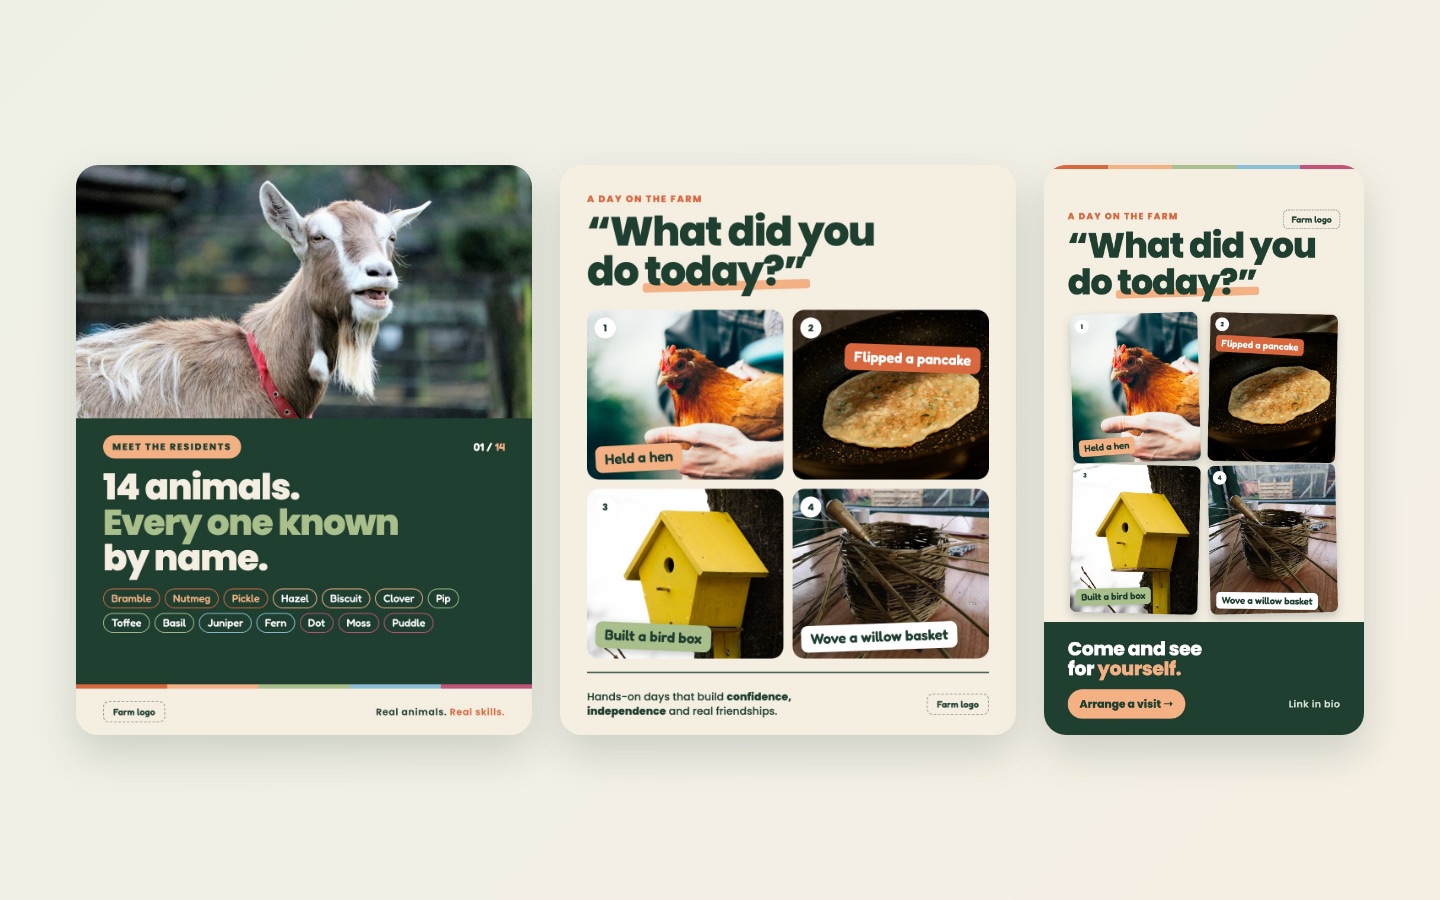 MEET THE RESIDENTS
01 / 14
14 animals.
Every one known
by name.
Bramble Nutmeg Pickle Hazel Biscuit Clover Pip
Toffee Basil Juniper Fern Dot Moss Puddle
Farm logo
Real animals. Real skills.
A DAY ON THE FARM
“What did you
do today?”
1
Held a hen
2
Flipped a pancake
3
Built a bird box
4
Wove a willow basket
Hands-on days that build confidence,
independence and real friendships.
Farm logo
A DAY ON THE FARM
Farm logo
“What did you
do today?”
1
Held a hen
2
Flipped a pancake
3
Built a bird box
4
Wove a willow basket
Come and see
for yourself.
Arrange a visit →
Link in bio